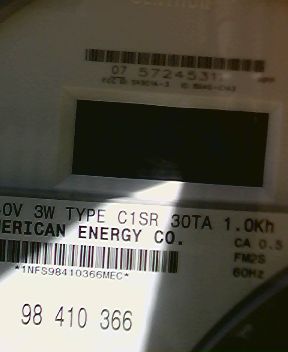 CENTRON
07 5724531
0V 3W TYPE C1SR 30TA 1.0Kh
ERICAN ENERGY CO.
CA 0.5
FM2S
60Hz
*1NFS98410366MEC*
98 410 366